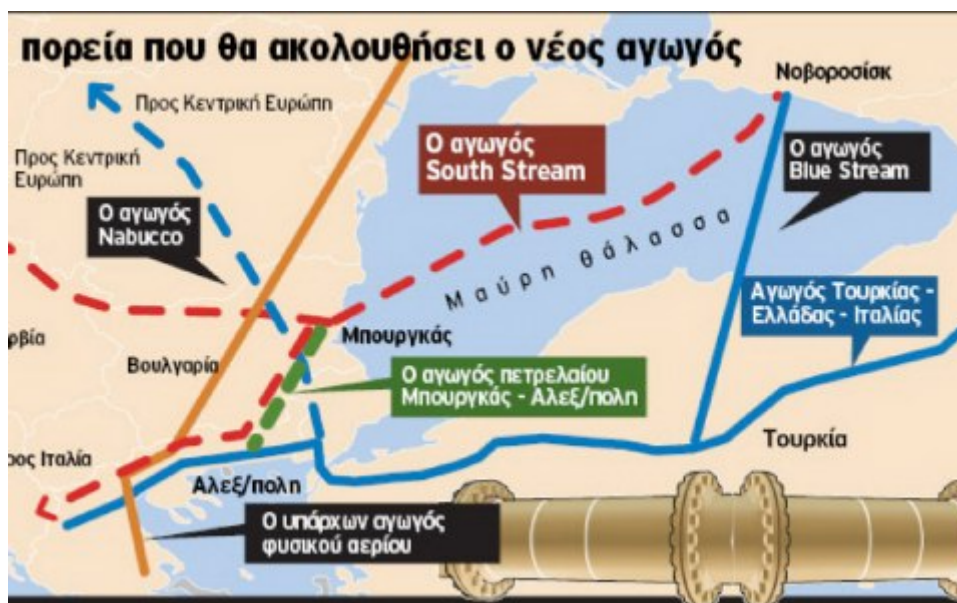 πορεία που θα ακολουθήσει ο νέος αγωγός
Νοβοροσίσκ
Προς Κεντρική Ευρώπη
Προς Κεντρική
Ευρώπη
Ο αγωγός
South Stream
Ο αγωγός
Blue Stream
Ο αγωγός
Nabucco
Μαύρη θάλασσα
Αγωγός Τουρκίας -
Ελλάδας - Ιταλίας
ρβία
Μπουργκάς
Βουλγαρία
Ο αγωγός πετρελαίου
Μπουργκάς - Αλεξ/πολη
Τουρκία
ρος Ιταλία
Αλεξ/πολη
Ο υπάρχων αγωγός
φυσικού αερίου